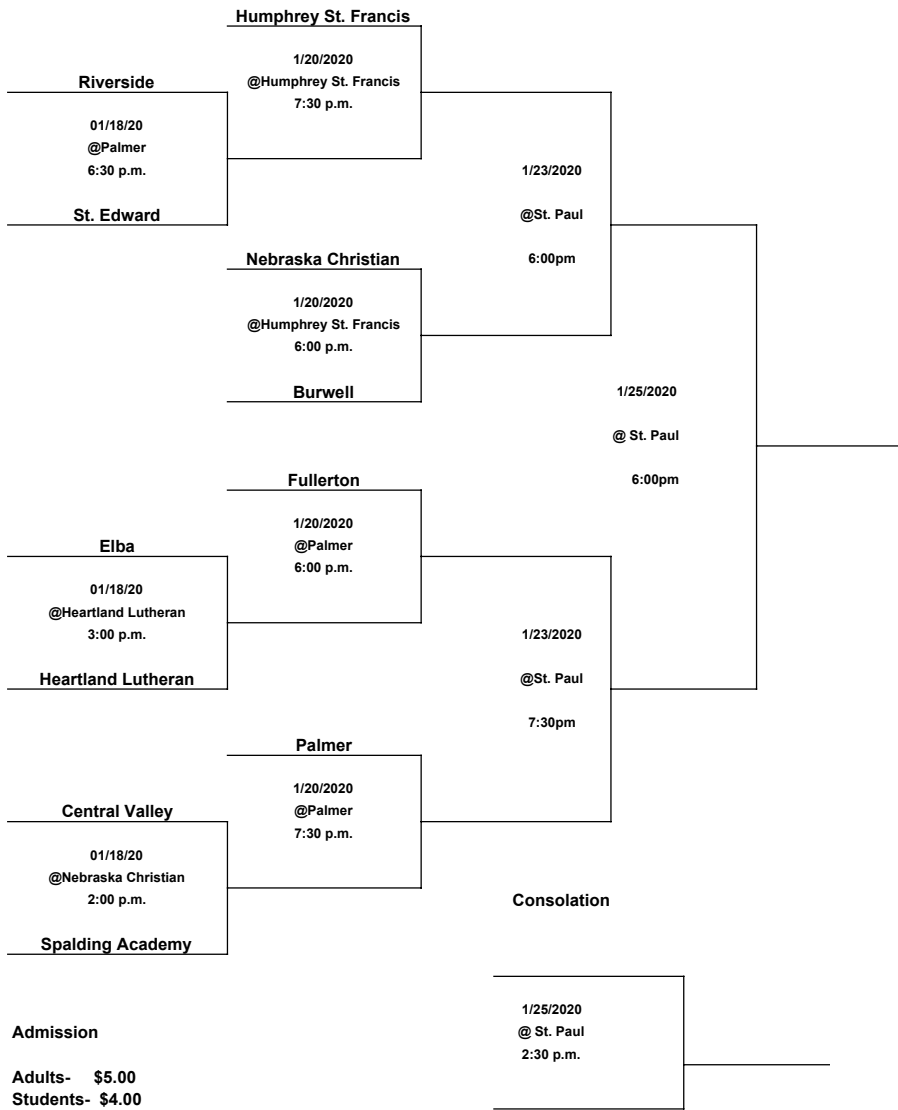 Humphrey St. Francis
1/20/2020
@Humphrey St. Francis
7:30 p.m.
Riverside
01/18/20
@Palmer
6:30 p.m.
St. Edward
1/23/2020
@St. Paul
6:00pm
Nebraska Christian
1/20/2020
@Humphrey St. Francis
6:00 p.m.
Burwell
1/25/2020
@ St. Paul
6:00pm
Fullerton
1/20/2020
@Palmer
6:00 p.m.
Elba
01/18/20
@Heartland Lutheran
3:00 p.m.
Heartland Lutheran
1/23/2020
@St. Paul
7:30pm
Palmer
1/20/2020
@Palmer
7:30 p.m.
Central Valley
01/18/20
@Nebraska Christian
2:00 p.m.
Spalding Academy
Consolation
1/25/2020
@ St. Paul
2:30 p.m.
Admission
Adults- $5.00
Students- $4.00